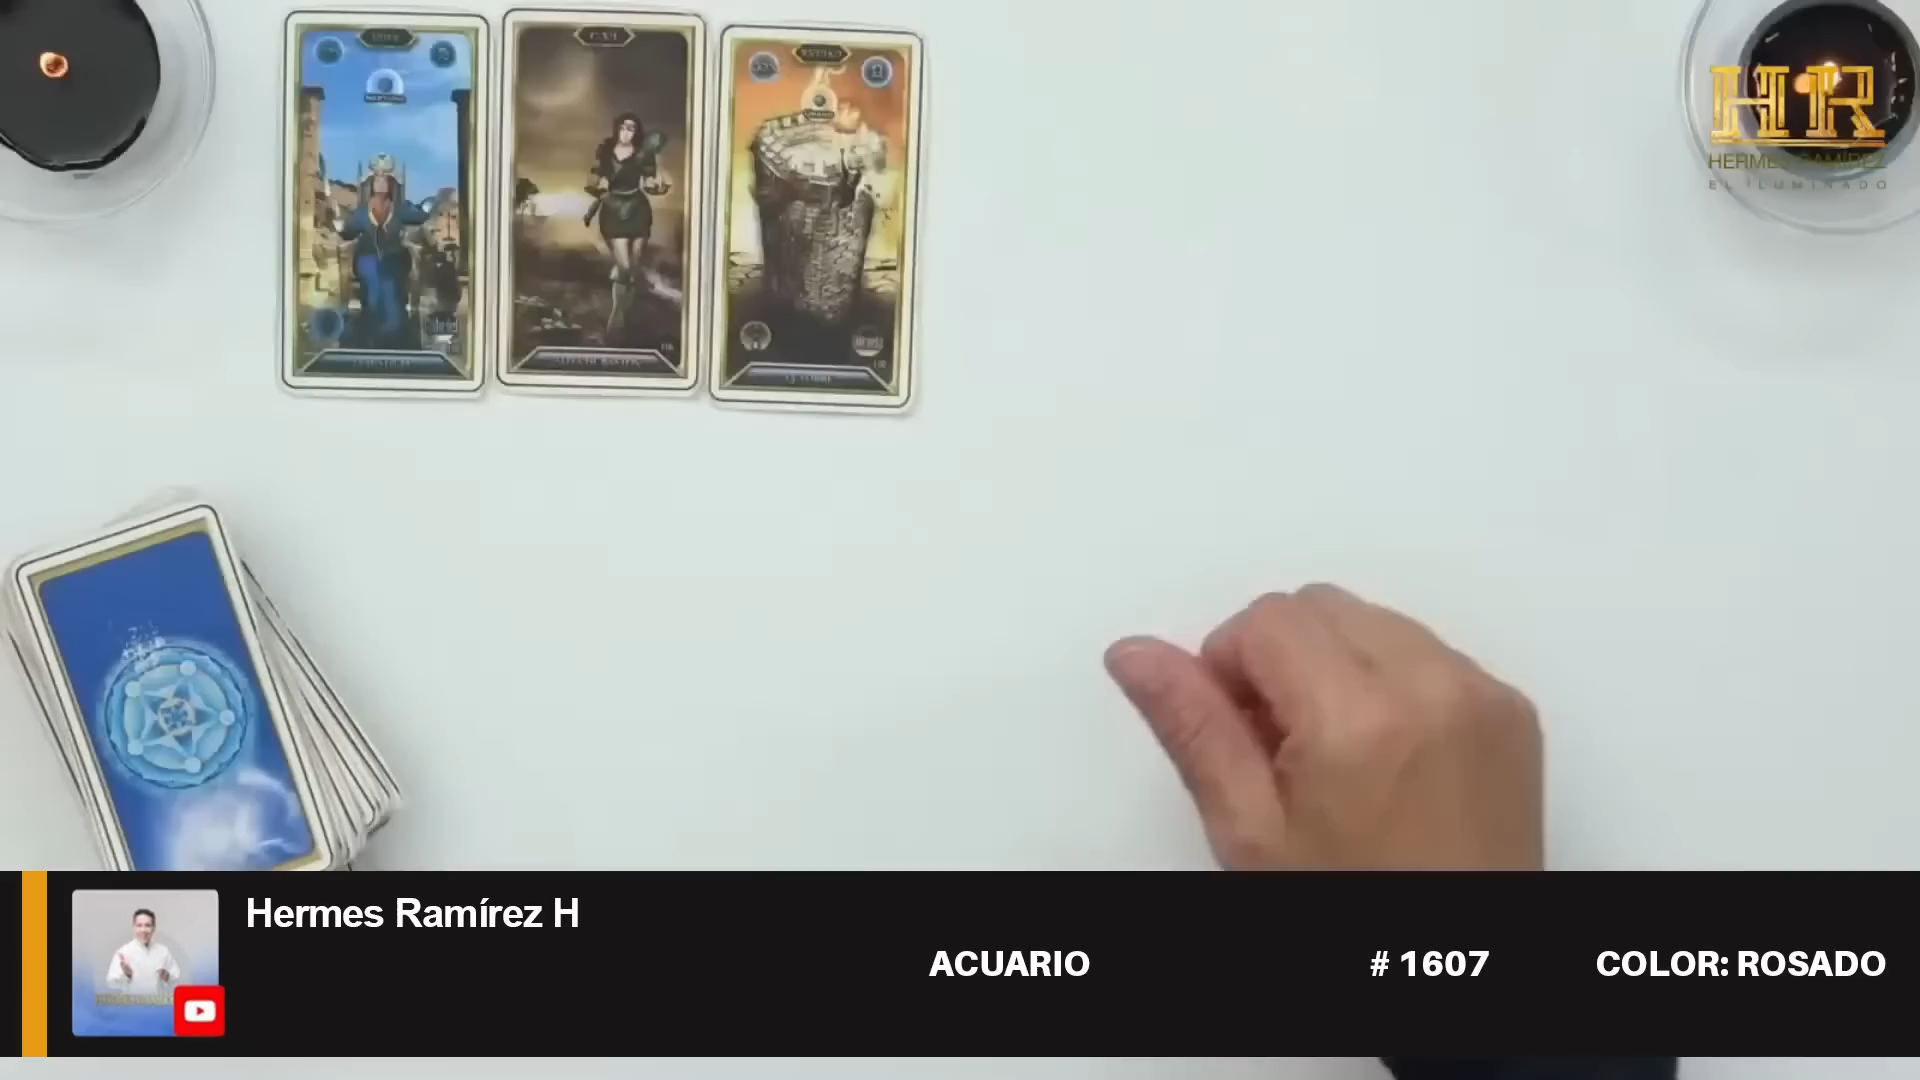 HR
HERMES RAMÍREZ
EL ILUMINADO
Hermes Ramírez H
ACUARIO
# 1607
COLOR: ROSADO